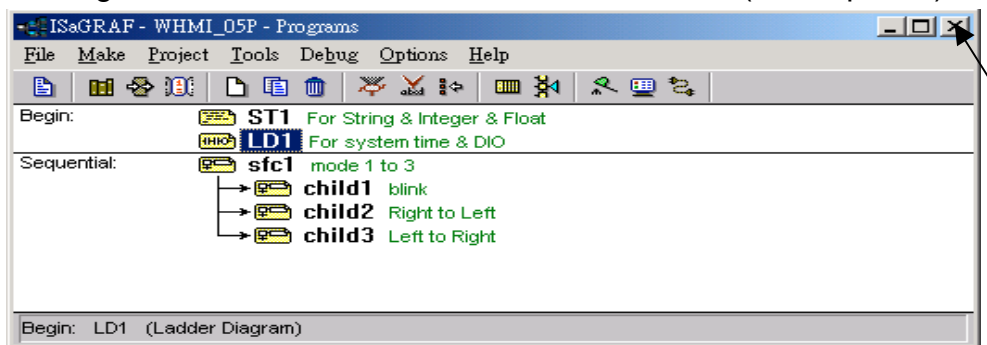 ISaGRAF - WHMI_05P - Programs
File Make Project Tools Debug Options Help
Begin: ST1 For String & Integer & Float
LD1 For system time & DIO
Sequential: sfc1 mode 1 to 3
child1 blink
child2 Right to Left
child3 Left to Right
Begin: LD1 (Ladder Diagram)